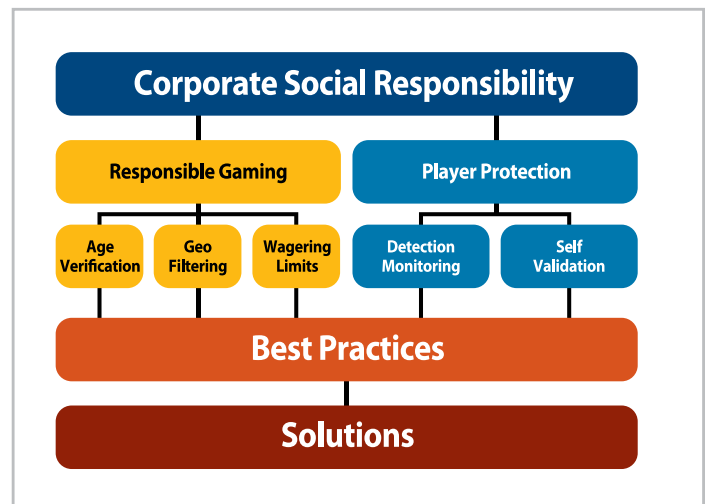 Corporate Social Responsibility
Responsible Gaming
Player Protection
Age
Verification
Geo
Filtering
Wagering
Limits
Detection
Monitoring
Self
Validation
Best Practices
Solutions